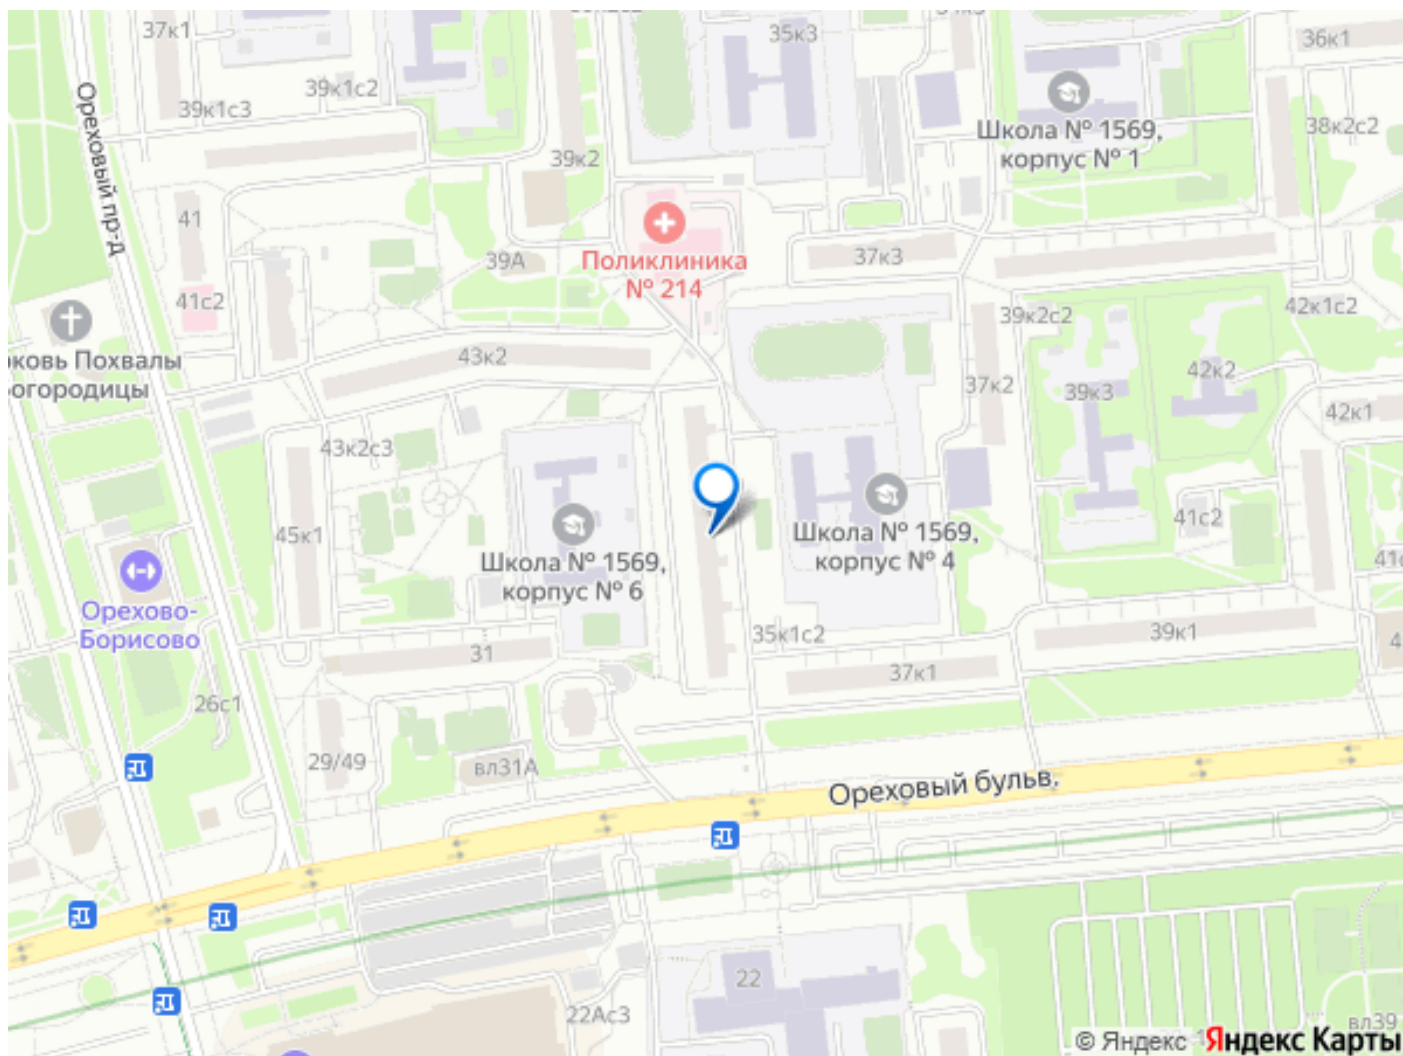 37к1
35к3
36к1
39к1с2
39к1с3
Ореховый пр-д
Школа № 1569,
корпус № 1
38к2с2
39к2
41
39А
Поликлиника
№ 214
37к3
41с2
39к2с2
42к1с2
Похвалы
43к2
37к2
39к3
42к2
42к1
43к2с3
45к1
Школа № 1569,
корпус № 6
Школа № 1569,
корпус № 4
41с2
Орехово-
Борисово
31
35к1с2
37к1
39к1
26с1
29/49
вл31А
Ореховый бульв.
22
22Ас3
вл39
© Яндекс Яндекс Карты